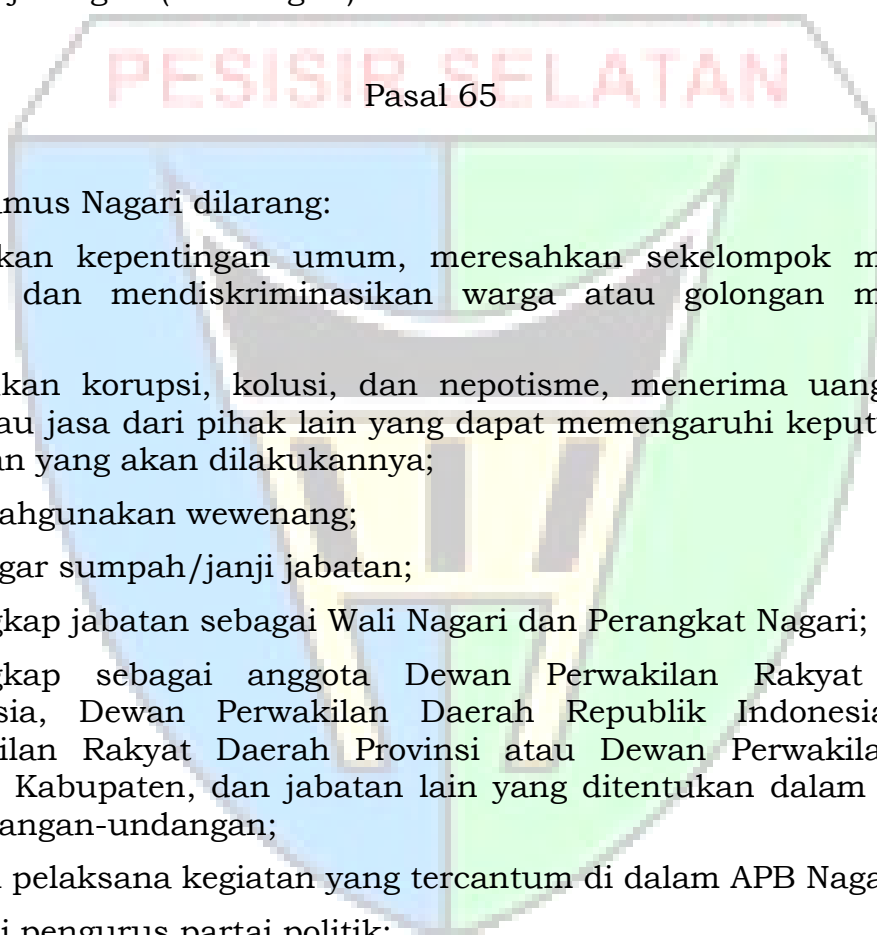 PESISIR SELATAN
Pasal 65
mus Nagari dilarang:
kan kepentingan umum, meresahkan sekelompok m
dan mendiskriminasikan warga atau golongan m
kan korupsi, kolusi, dan nepotisme, menerima uang
au jasa dari pihak lain yang dapat memengaruhi keput
an yang akan dilakukannya;
ahgunakan wewenang;
gar sumpah/janji jabatan;
gkap jabatan sebagai Wali Nagari dan Perangkat Nagari;
gkap sebagai anggota Dewan Perwakilan Rakyat
sia, Dewan Perwakilan Daerah Republik Indonesia
ilan Rakyat Daerah Provinsi atau Dewan Perwakila
Kabupaten, dan jabatan lain yang ditentukan dalam
angan-undangan;
pelaksana kegiatan yang tercantum di dalam APB Naga
i pengurus partai politik;